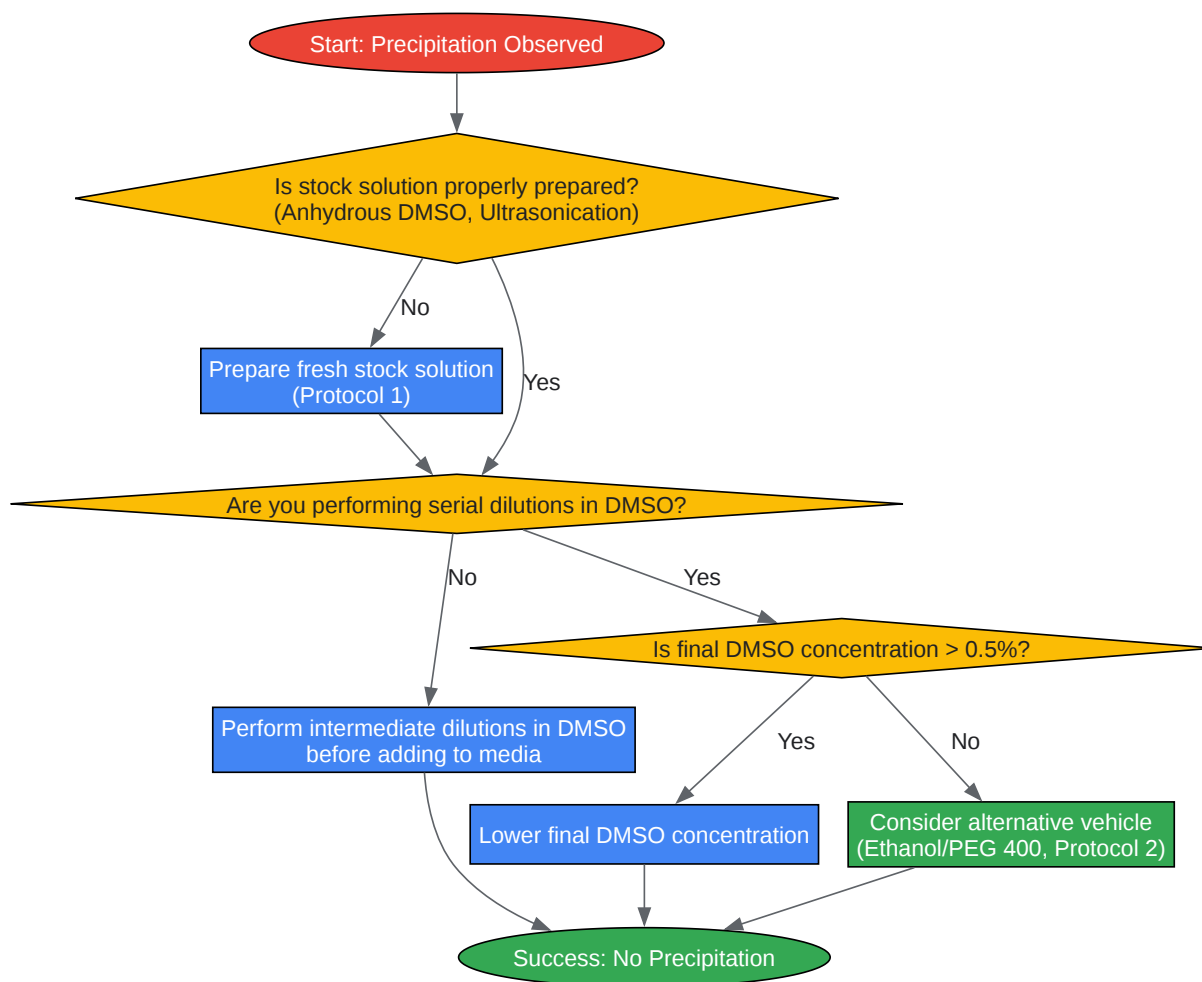 Start: Precipitation Observed
Is stock solution properly prepared?
(Anhydrous DMSO, Ultrasonication)
No
Yes
Prepare fresh stock solution
(Protocol 1)
Are you performing serial dilutions in DMSO?
No
Yes
Is final DMSO concentration > 0.5%?
Perform intermediate dilutions in DMSO
before adding to media
Yes
No
Lower final DMSO concentration
Consider alternative vehicle
(Ethanol/PEG 400, Protocol 2)
Success: No Precipitation